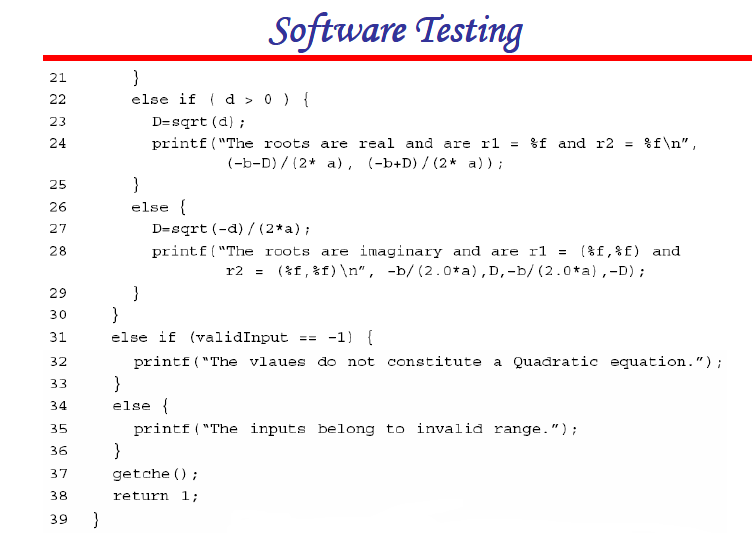 Software Testing
21 }
22 else if ( d > 0 ) {
23 D=sqrt(d);
24 printf("The roots are real and are r1 = %f and r2 = %f\n",
(-b-D)/(2* a), (-b+D)/(2* a));
25 }
26 else {
27 D=sqrt(-d)/(2*a);
28 printf("The roots are imaginary and are r1 = (%f,%f) and
r2 = (%f,%f)\n", -b/(2.0*a),D,-b/(2.0*a),-D);
29 }
30 }
31 else if (validInput == -1) {
32 printf("The vlaues do not constitute a Quadratic equation.");
33 }
34 else {
35 printf("The inputs belong to invalid range.");
36 }
37 getche();
38 return 1;
39 }